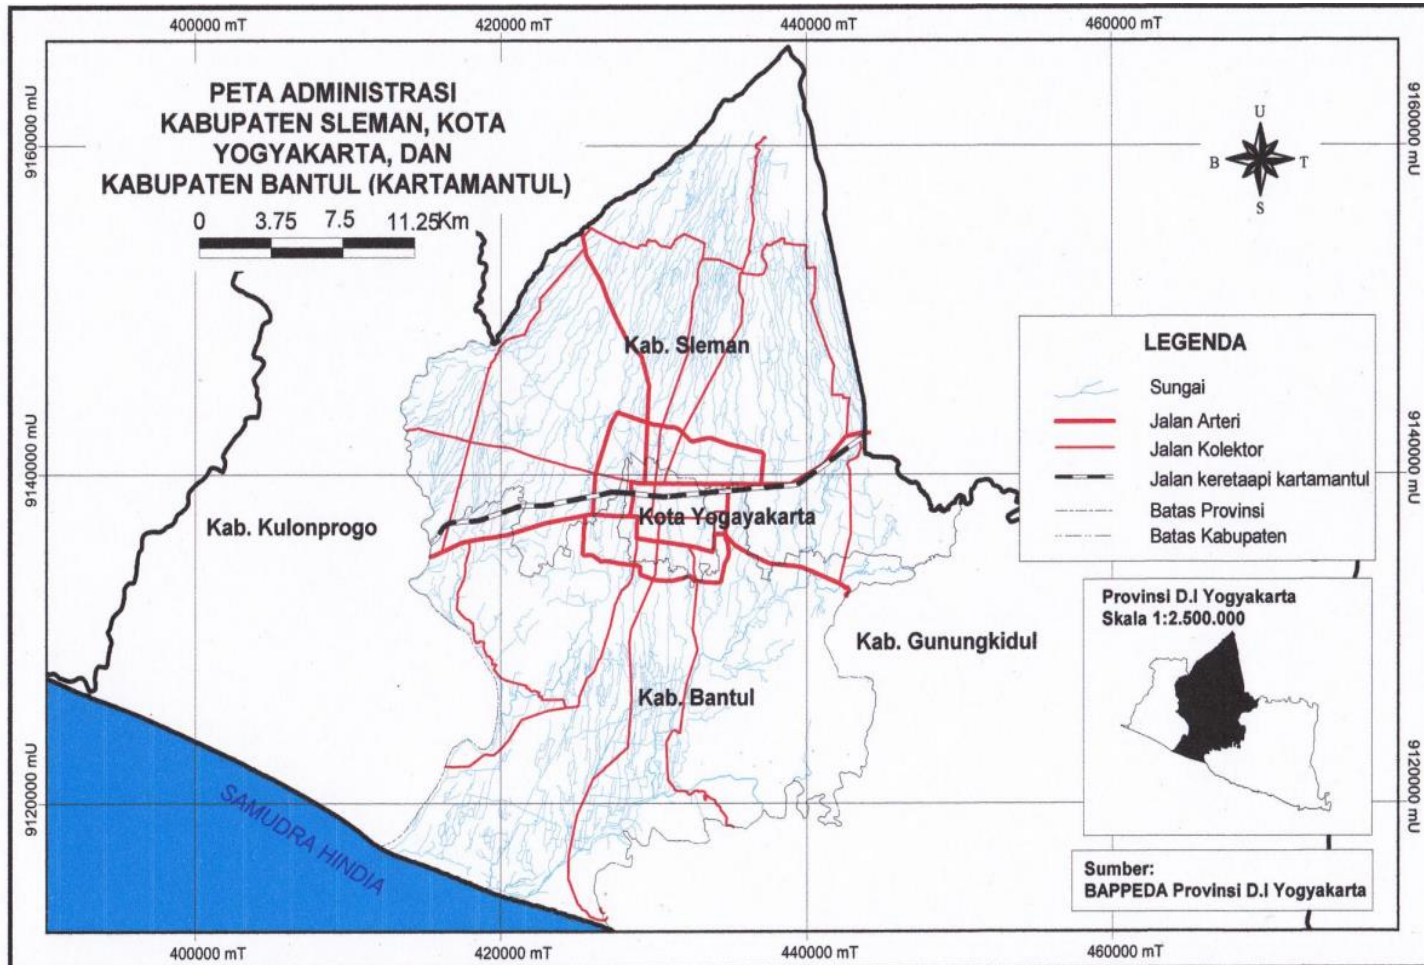 400000 mT
420000 mT
440000 mT
460000 mT
9160000 mU
9160000 mU
PETA ADMINISTRASI
KABUPATEN SLEMAN, KOTA
YOGYAKARTA, DAN
KABUPATEN BANTUL (KARTAMANTUL)
0 3.75 7.5 11.25Km
U
B
T
S
Kab. Sleman
LEGENDA
Sungai
Jalan Arteri
Jalan Kolektor
Jalan keretaapi kartamantul
Batas Provinsi
Batas Kabupaten
9140000 mU
9140000 mU
Kab. Kulonprogo
Kota Yogayakarta
Kab. Gunungkidul
Kab. Bantul
Provinsi D.I Yogyakarta
Skala 1:2.500.000
9120000 mU
9120000 mU
SAMUDRA HINDIA
Sumber:
BAPPEDA Provinsi D.I Yogyakarta
400000 mT
420000 mT
440000 mT
460000 mT